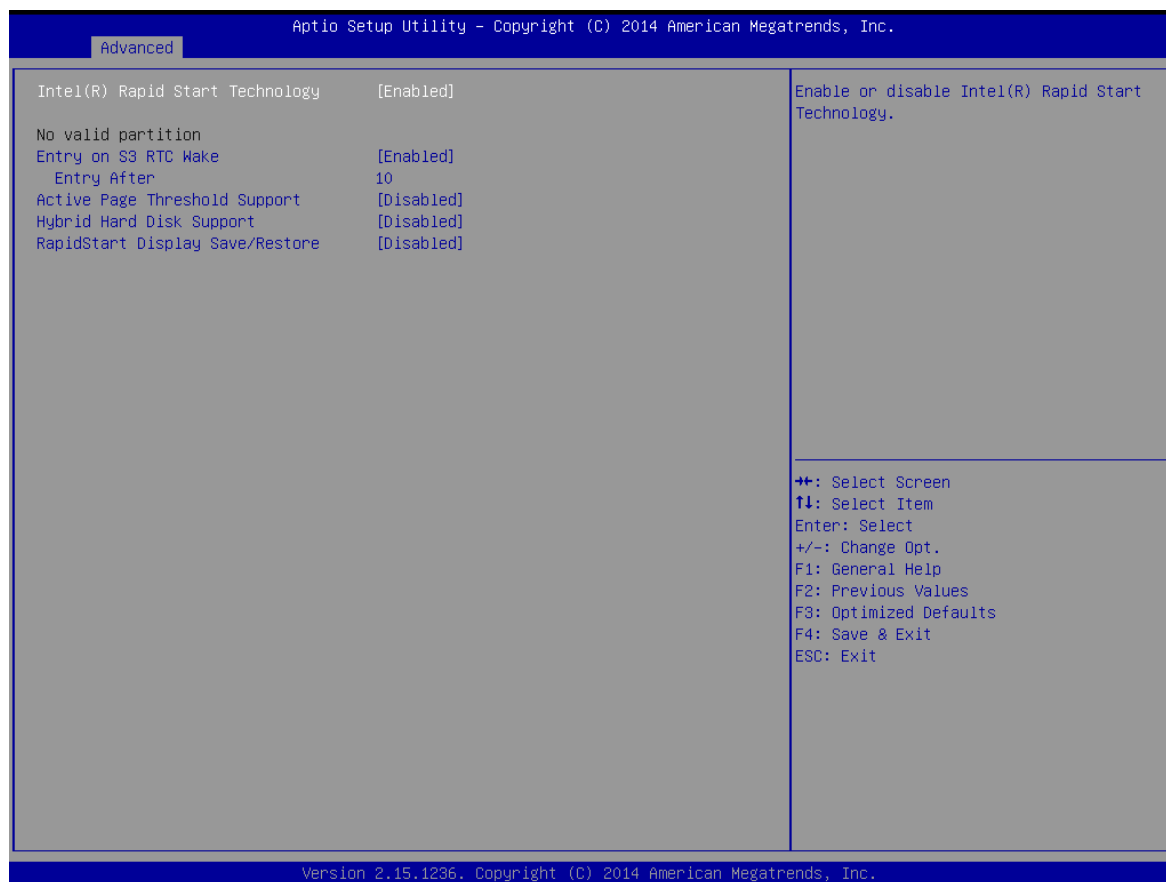 Aptio Setup Utility – Copyright (C) 2014 American Megatrends, Inc.
Advanced
Intel(R) Rapid Start Technology [Enabled]
No valid partition
Entry on S3 RTC Wake [Enabled]
Entry After 10
Active Page Threshold Support [Disabled]
Hybrid Hard Disk Support [Disabled]
RapidStart Display Save/Restore [Disabled]
Enable or disable Intel(R) Rapid Start
Technology.
→←: Select Screen
↑↓: Select Item
Enter: Select
+/-: Change Opt.
F1: General Help
F2: Previous Values
F3: Optimized Defaults
F4: Save & Exit
ESC: Exit
Version 2.15.1236. Copyright (C) 2014 American Megatrends, Inc.